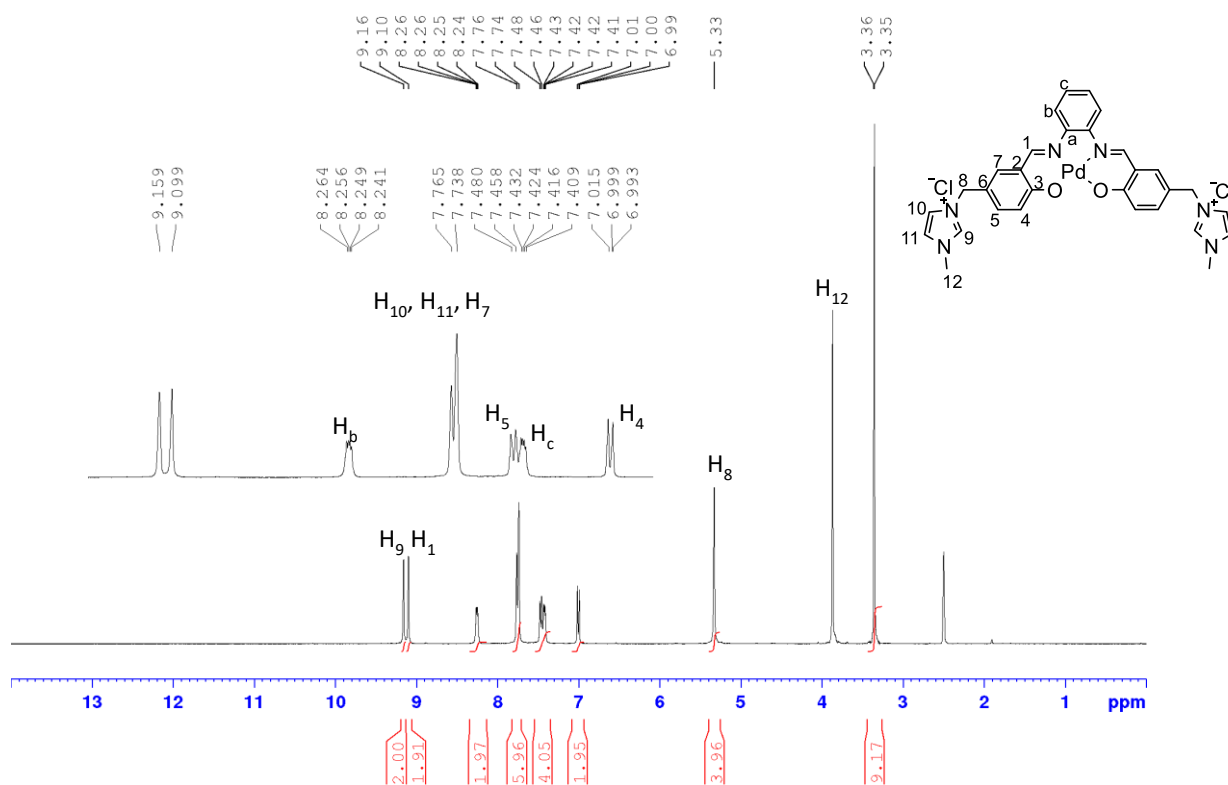 9.16 9.10 8.26 8.26 8.25 8.24 7.76 7.74 7.48 7.46 7.43 7.42 7.42 7.41 7.01 7.00 6.99 5.33 3.36 3.35
9.159 9.099 8.264 8.256 8.249 8.241 7.765 7.738 7.480 7.458 7.432 7.424 7.416 7.409 7.015 6.999 6.993
c
b
a
1 N N
7 2 Pd
⁻Cl 8 6 3 O O ⁻Cl
10 N⁺ 5 4 N⁺
11 N 9 N
12
H₁₂
H₁₀, H₁₁, H₇
H_b H₅ H_c H₄
H₈
H₉ H₁
13 12 11 10 9 8 7 6 5 4 3 2 1 ppm
2.00 1.91 1.97 5.96 4.05 1.95 3.96 9.17